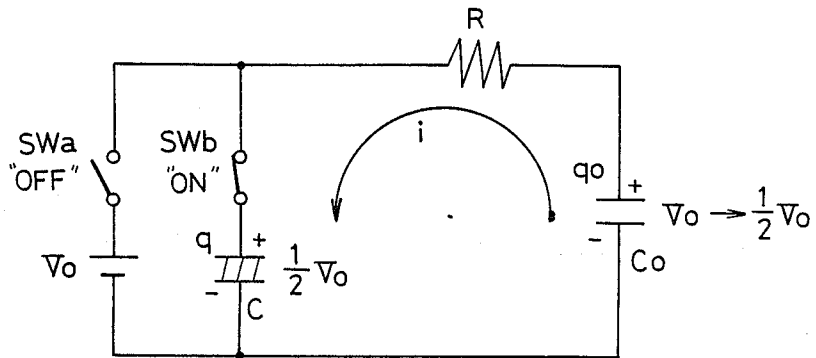 R
SWa
"OFF"
SWb
"ON"
i
qo
+
-
Vo → 1/2 Vo
Co
Vo
q
+
-
1/2 Vo
C